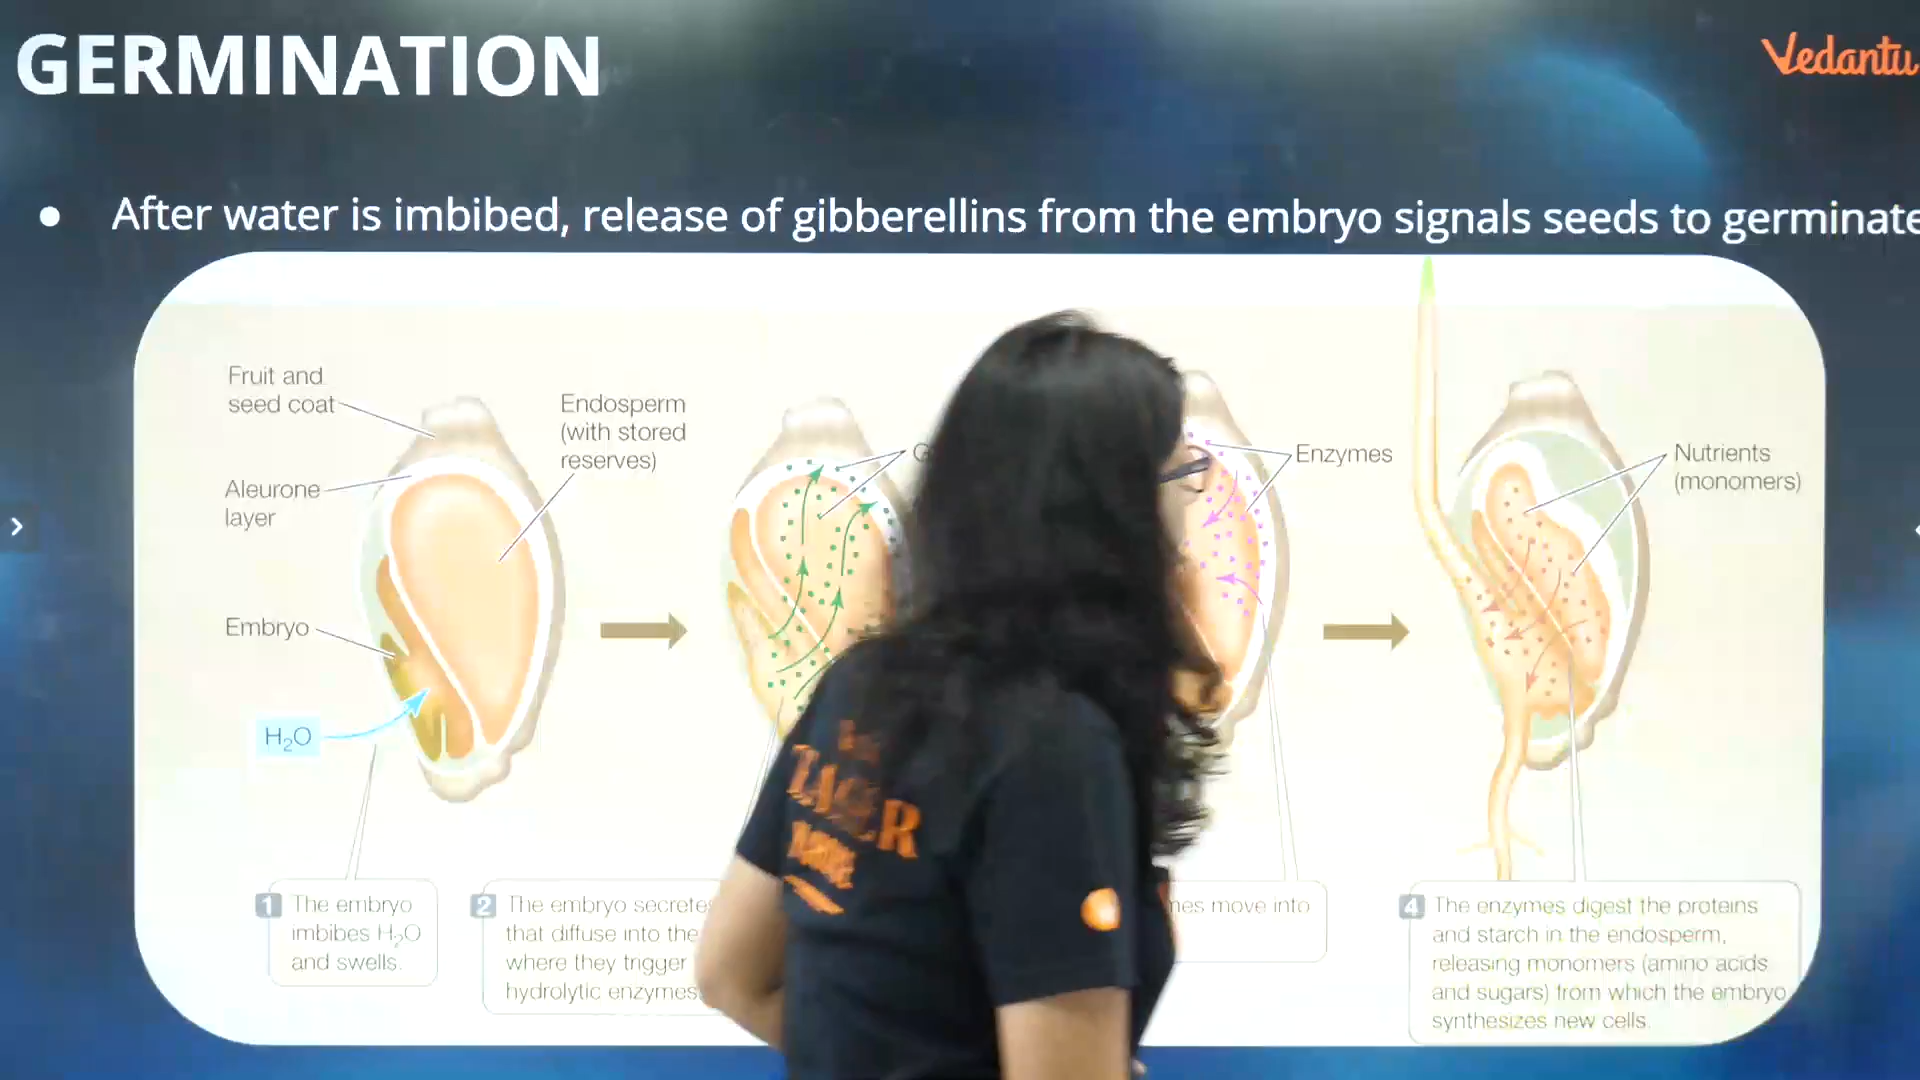 GERMINATION
Vedantu
After water is imbibed, release of gibberellins from the embryo signals seeds to germinate
Fruit and
seed coat
Endosperm
(with stored
reserves)
Aleurone
layer
Embryo
H₂O
G
Enzymes
Nutrients
(monomers)
1 The embryo
imbibes H₂O
and swells.
2 The embryo secretes
that diffuse into the
where they trigger
hydrolytic enzymes
move into
4 The enzymes digest the proteins
and starch in the endosperm,
releasing monomers (amino acids
and sugars) from which the embryo
synthesizes new cells.